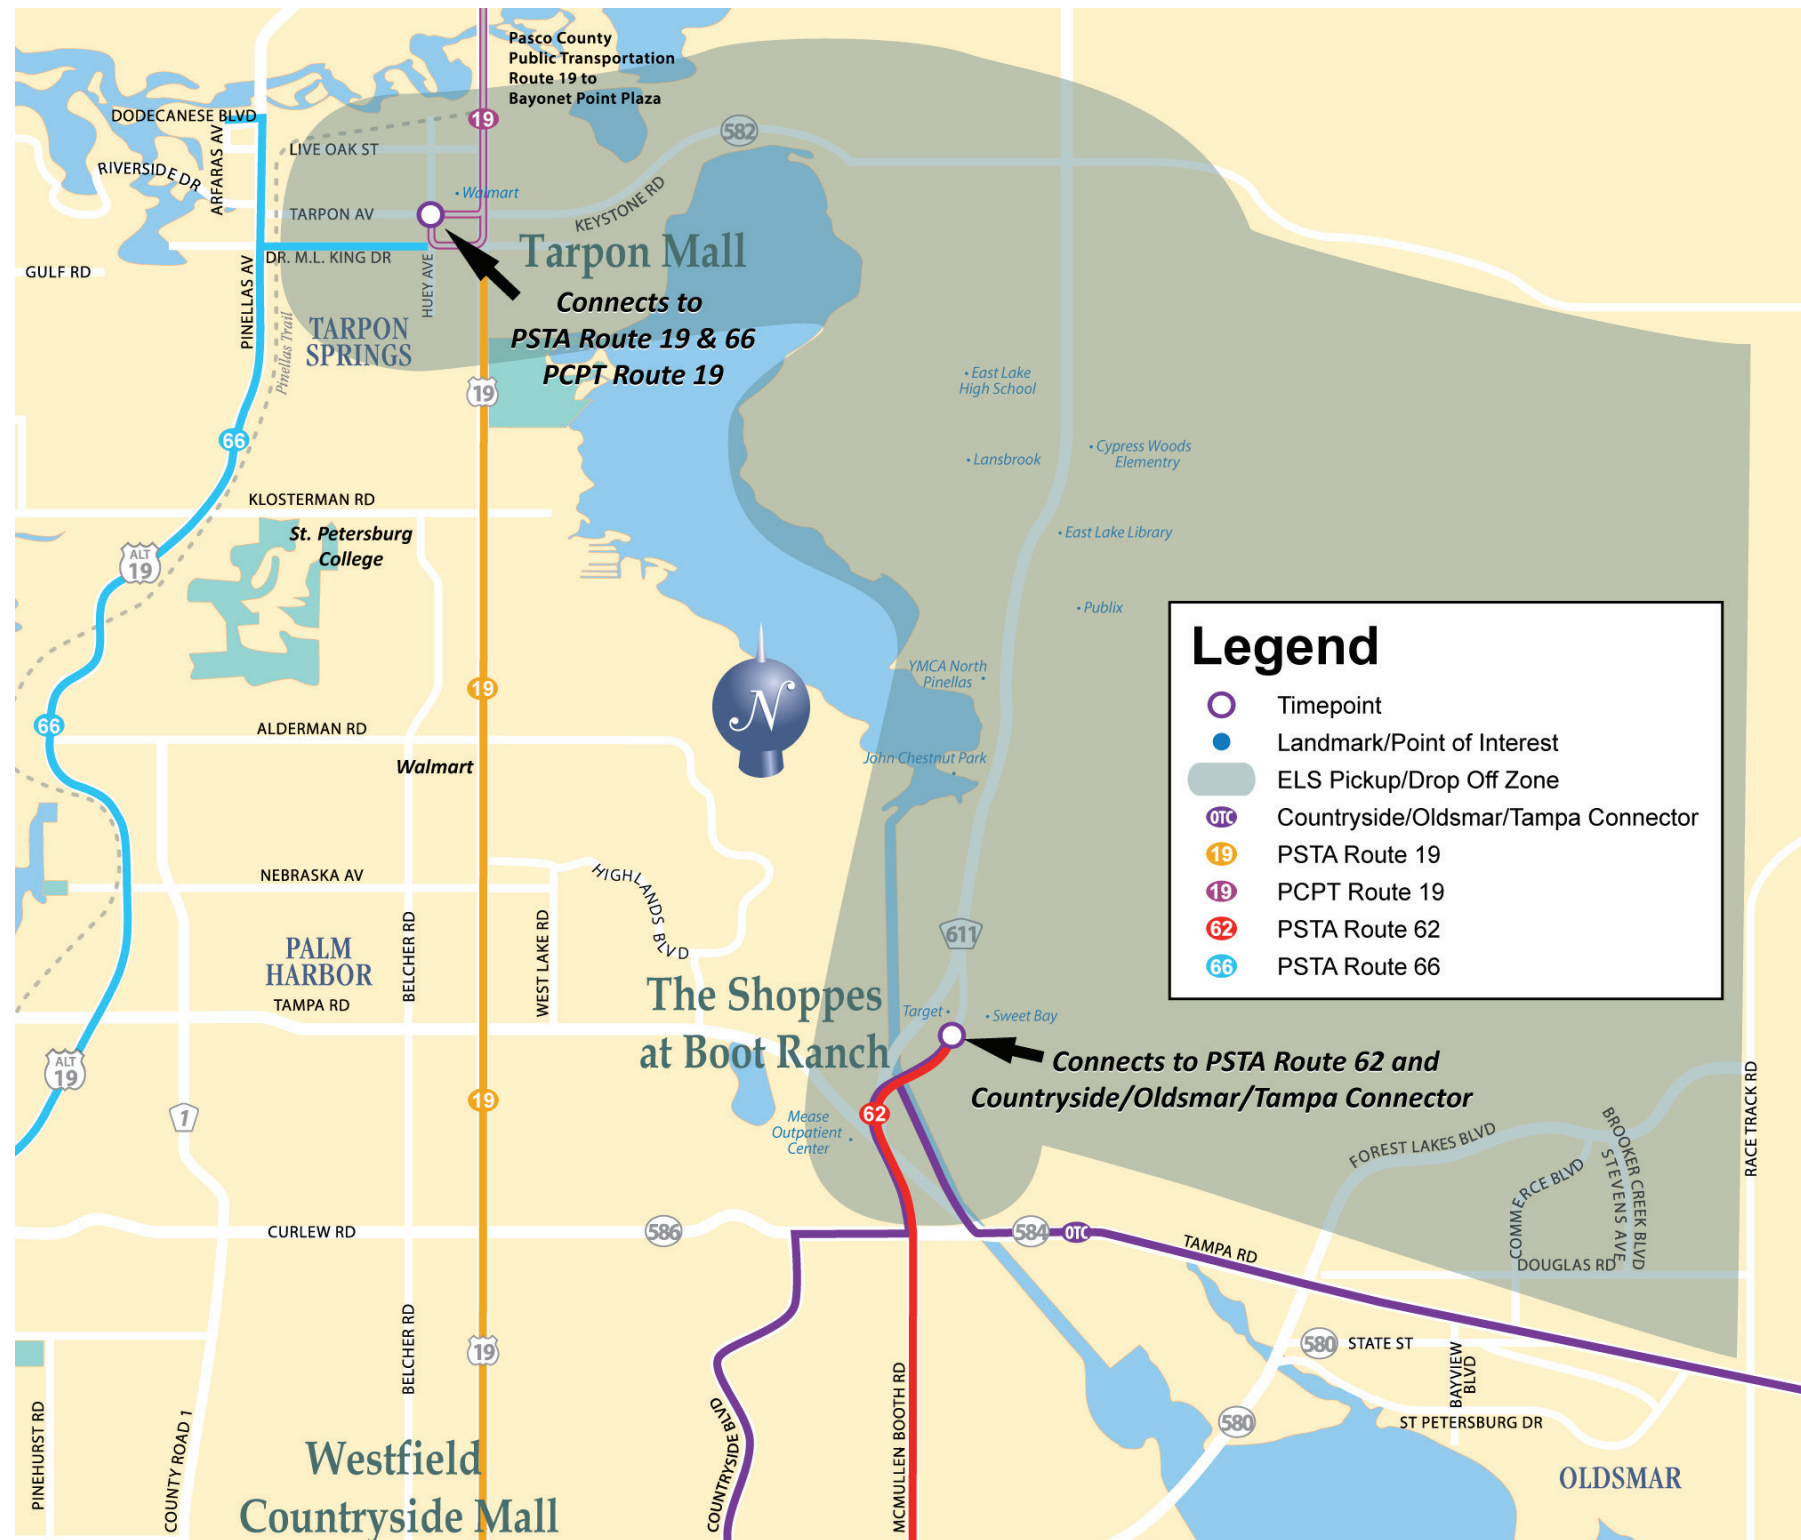 Pasco County
Public Transportation
Route 19 to
Bayonet Point Plaza
DODECANESE BLVD
19
582
ARFARAS AV
LIVE OAK ST
RIVERSIDE DR
• Walmart
KEYSTONE RD
TARPON AV
Tarpon Mall
DR. M.L. KING DR
GULF RD
PINELLAS AV
HUEY AVE
Connects to
PSTA Route 19 & 66
PCPT Route 19
Pinellas Trail
TARPON
SPRINGS
19
• East Lake
High School
66
• Lansbrook
• Cypress Woods
Elementry
KLOSTERMAN RD
St. Petersburg
College
• East Lake Library
ALT
19
• Publix
YMCA North
Pinellas •
19
N
66
ALDERMAN RD
Walmart
John Chestnut Park
Legend
Timepoint
Landmark/Point of Interest
ELS Pickup/Drop Off Zone
OTC Countryside/Oldsmar/Tampa Connector
19 PSTA Route 19
19 PCPT Route 19
62 PSTA Route 62
66 PSTA Route 66
NEBRASKA AV
HIGHLANDS BLVD
BELCHER RD
WEST LAKE RD
PALM
HARBOR
611
TAMPA RD
The Shoppes
at Boot Ranch
Target •
• Sweet Bay
ALT
19
Connects to PSTA Route 62 and
Countryside/Oldsmar/Tampa Connector
1
19
62
Mease
Outpatient
Center
RACE TRACK RD
FOREST LAKES BLVD
COMMERCE BLVD
STEVENS AVE
BROOKER CREEK BLVD
CURLEW RD
586
584
OTC
TAMPA RD
DOUGLAS RD
BELCHER RD
19
580
STATE ST
BAYVIEW
BLVD
PINEHURST RD
COUNTY ROAD 1
COUNTRYSIDE BLVD
MCMULLEN BOOTH RD
580
ST PETERSBURG DR
Westfield
Countryside Mall
OLDSMAR